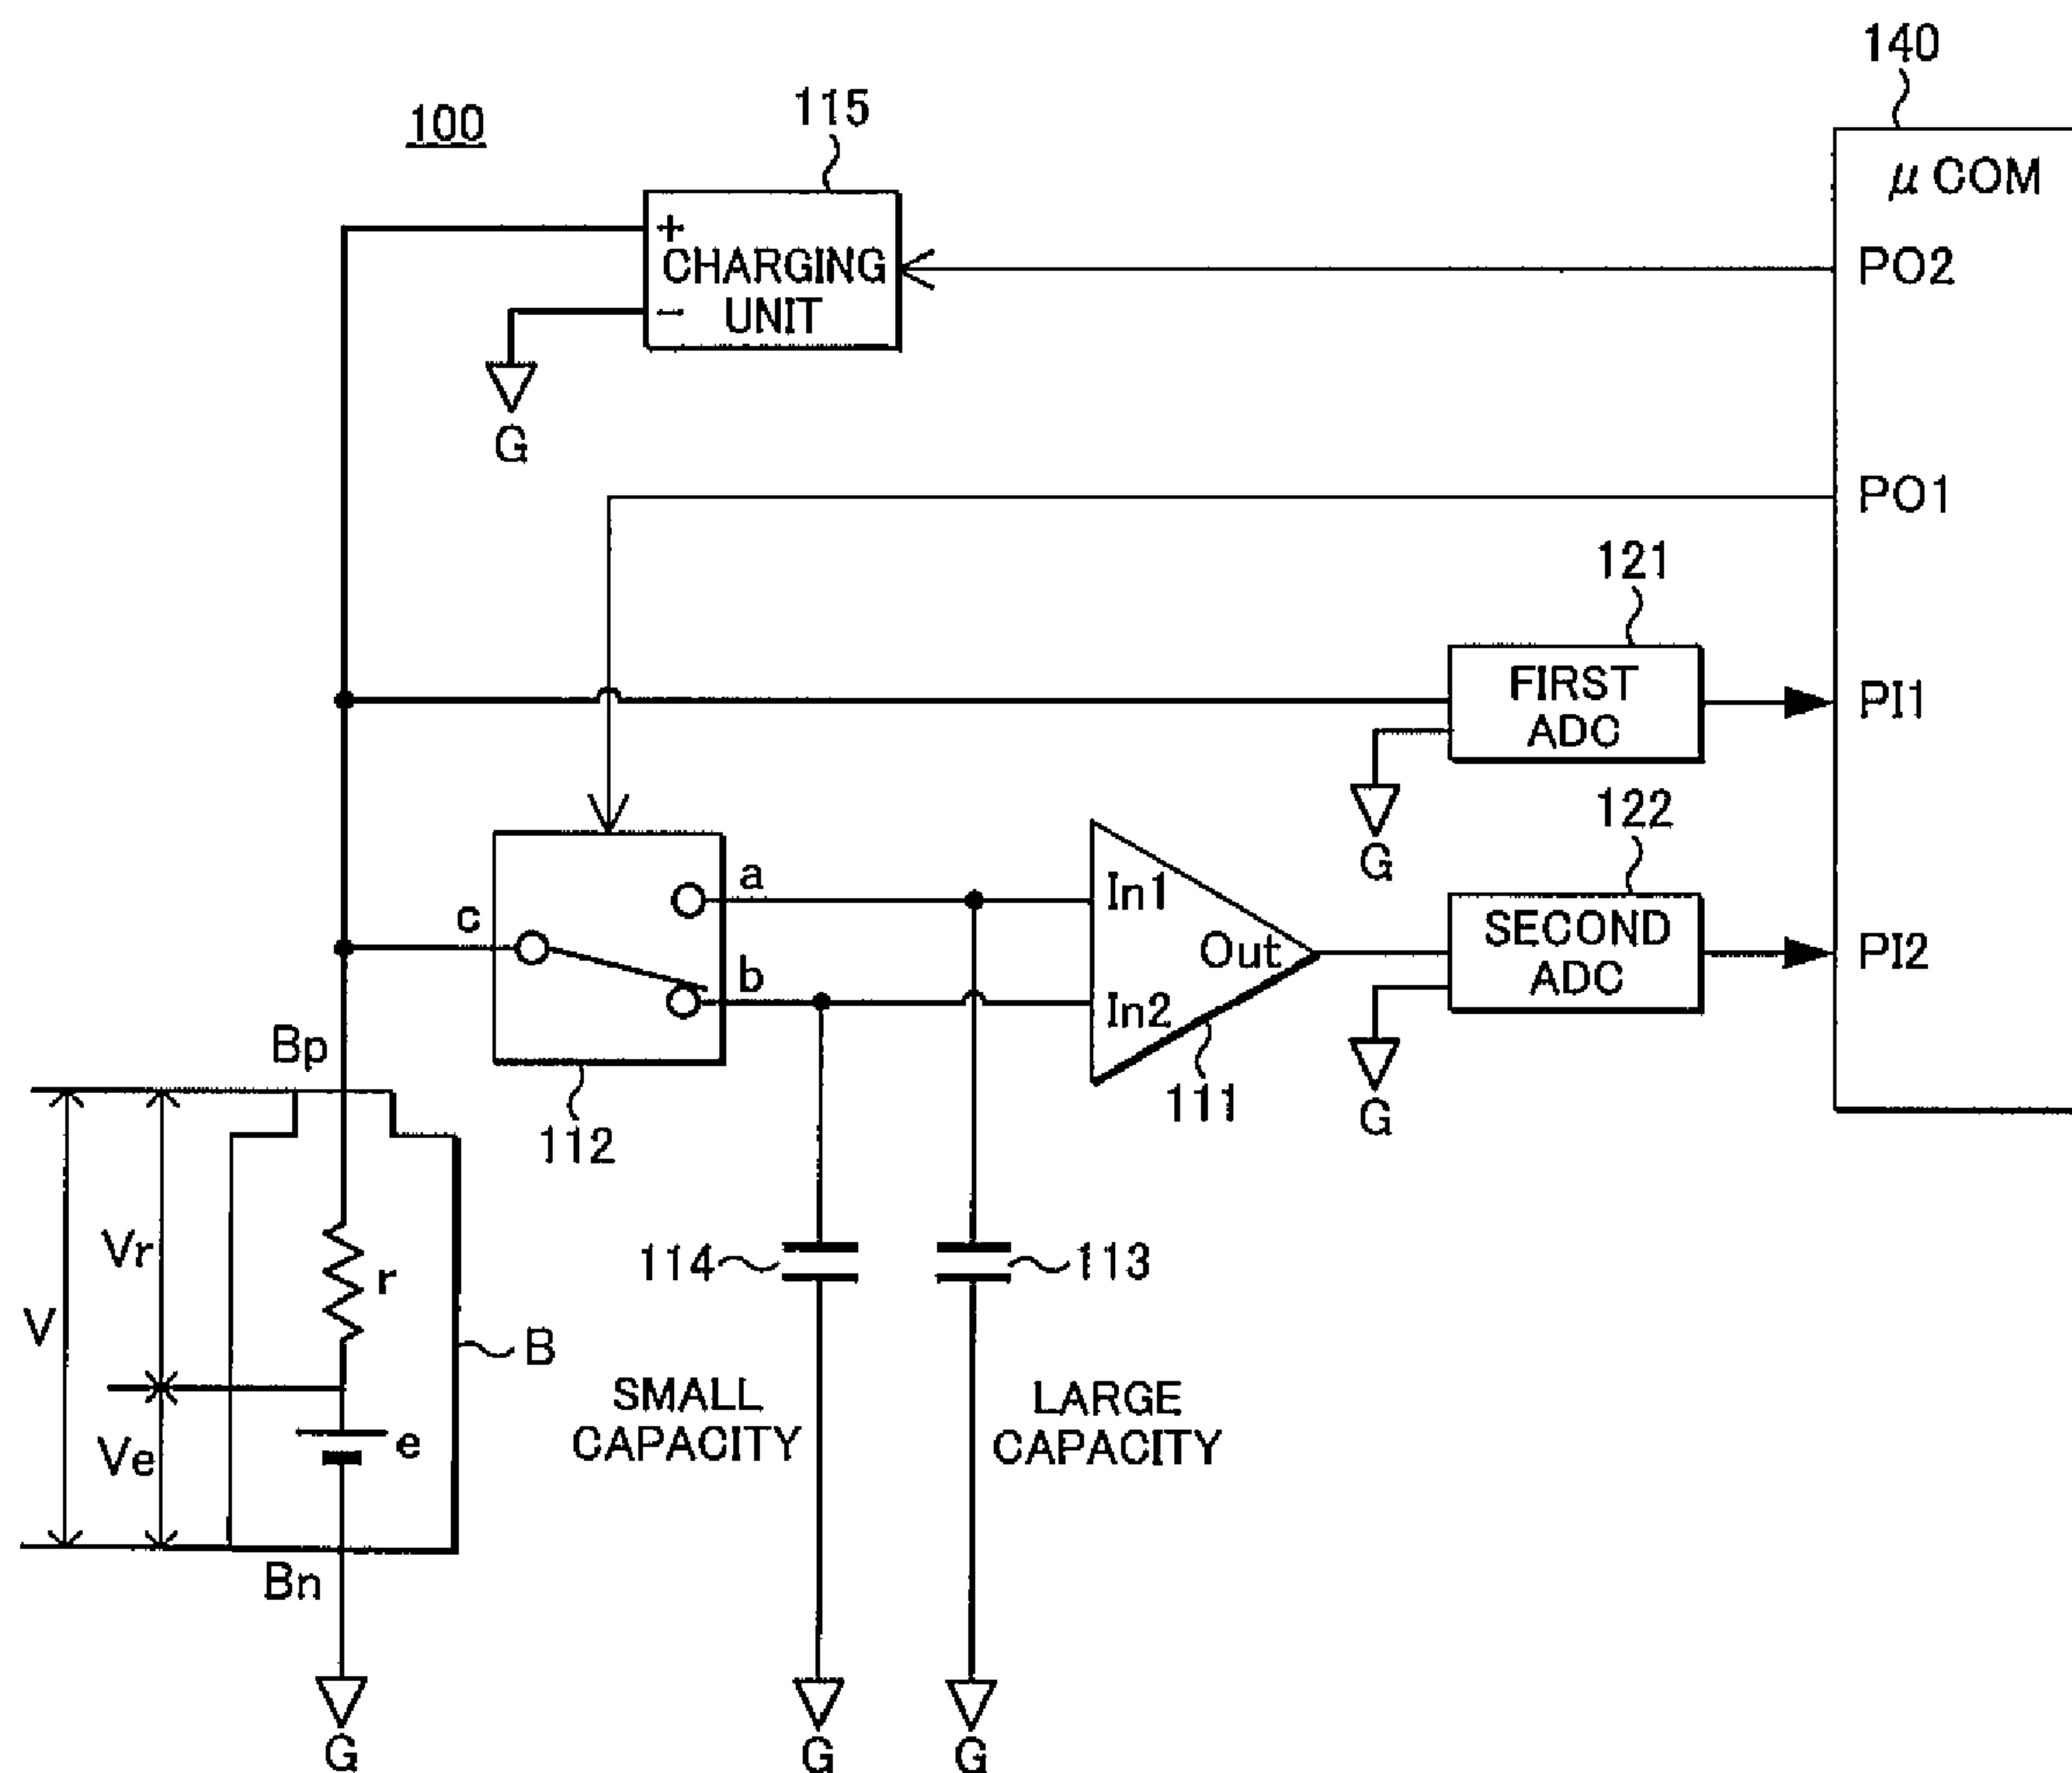 140
115
100
μCOM
+
CHARGING
UNIT
-
PO2
G
PO1
121
FIRST
ADC
PI1
G
122
a
In1
c
SECOND
ADC
Out
PI2
b
In2
Bp
111
G
112
Vr
r
114
113
V
B
SMALL
CAPACITY
LARGE
CAPACITY
Ve
e
Bn
G
G
G